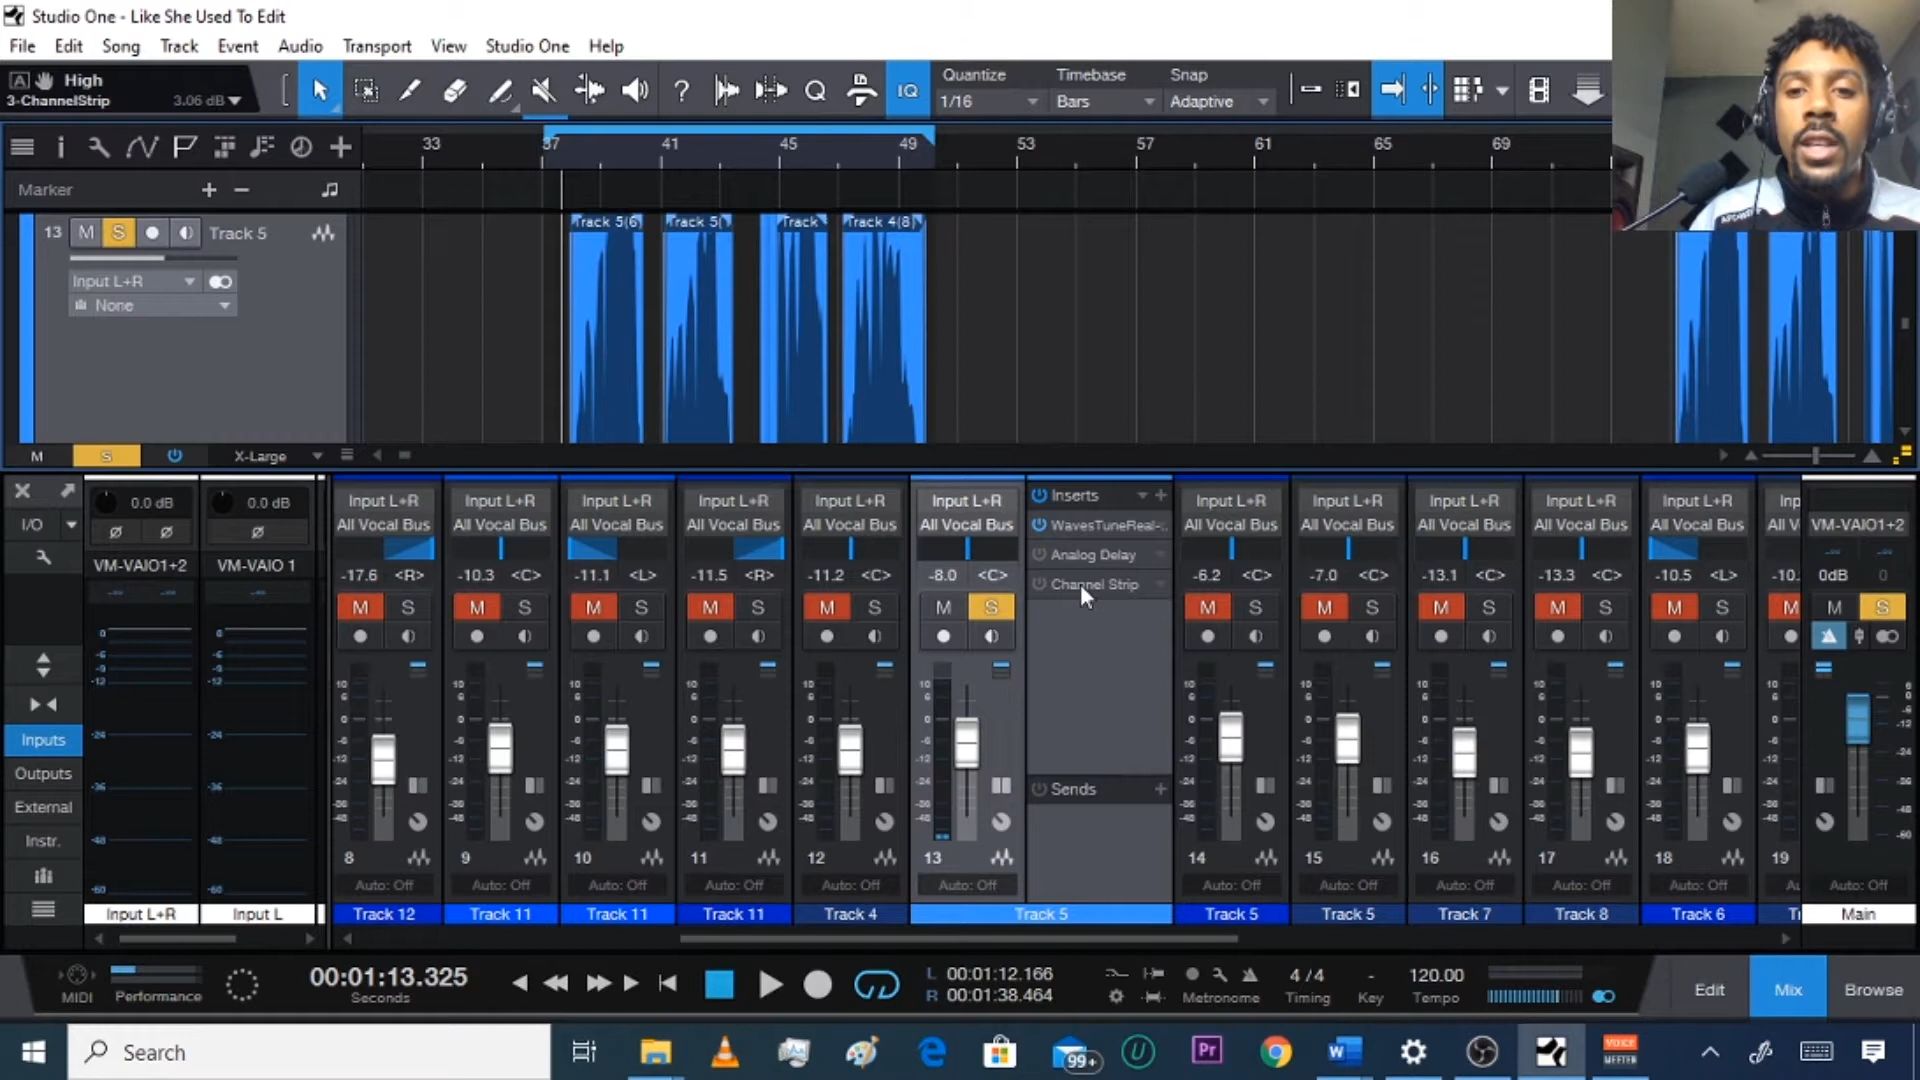 Studio One - Like She Used To Edit
File Edit Song Track Event Audio Transport View Studio One Help
A High
3-ChannelStrip 3.06 dB
? Q IQ
Quantize Timebase Snap
1/16 Bars Adaptive
33 37 41 45 49 53 57 61 65 69
Marker
13 M S Track 5
Input L+R
None
Track 5(6) Track 5( Track Track 4(8)
M S X-Large
I/O
Inputs
Outputs
External
Instr.
0.0 dB 0.0 dB
VM-VAIO1+2 VM-VAIO 1
Input L+R Input L+R Input L+R Input L+R Input L+R Input L+R Inserts Input L+R Input L+R Input L+R Input L+R Input L+R Inp
All Vocal Bus All Vocal Bus All Vocal Bus All Vocal Bus All Vocal Bus All Vocal Bus WavesTuneReal-.. All Vocal Bus All Vocal Bus All Vocal Bus All Vocal Bus All Vocal Bus All V VM-VAIO1+2
Analog Delay
-17.6 <R> -10.3 <C> -11.1 <L> -11.5 <R> -11.2 <C> -8.0 <C> Channel Strip -6.2 <C> -7.0 <C> -13.1 <C> -13.3 <C> -10.5 <L> -10. 0dB 0
M S M S M S M S M S M S M S M S M S M S M S M M S
Sends
8 9 10 11 12 13 14 15 16 17 18 19
Auto: Off Auto: Off Auto: Off Auto: Off Auto: Off Auto: Off Auto: Off Auto: Off Auto: Off Auto: Off Auto: Off Au Auto: Off
Input L+R Input L Track 12 Track 11 Track 11 Track 11 Track 4 Track 5 Track 5 Track 5 Track 7 Track 8 Track 6 Tr Main
MIDI Performance
00:01:13.325
Seconds
L 00:01:12.166
R 00:01:38.464
Metronome
4/4
Timing
-
Key
120.00
Tempo
Edit Mix Browse
Search
99+
U
Pr
W
VOICE
MEETER